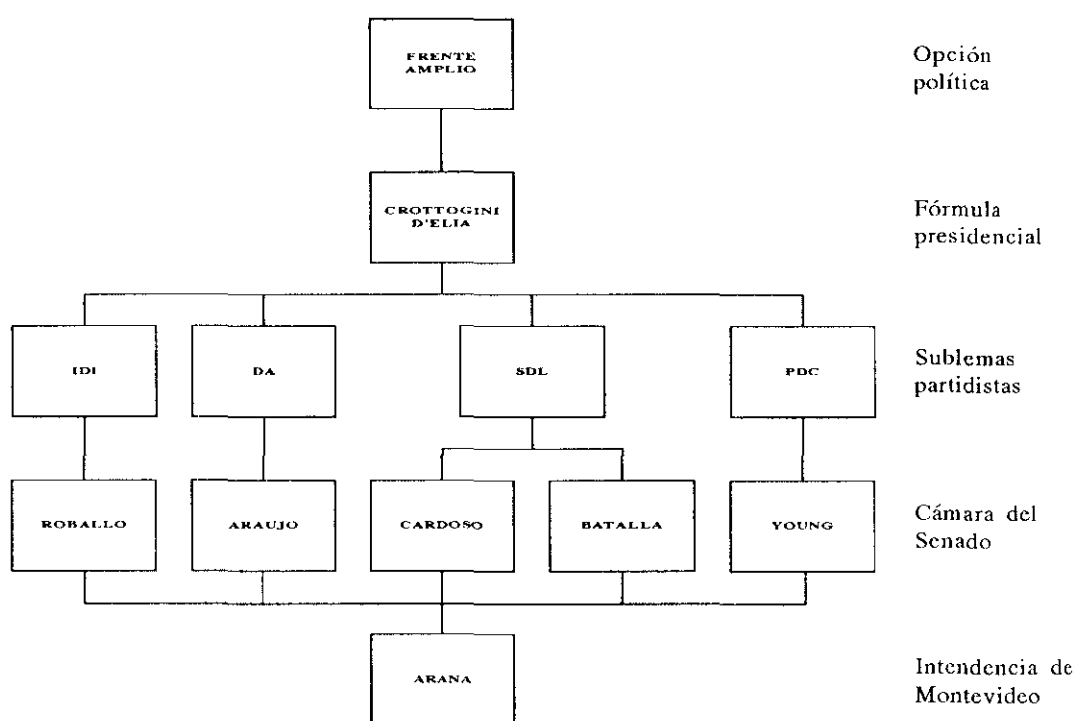 FRENTE
AMPLIO
Opción
política
CROTTOGINI
D'ELIA
Fórmula
presidencial
IDI
DA
SDL
PDC
Sublemas
partidistas
ROBALLO
ARAUJO
CARDOSO
BATALLA
YOUNG
Cámara del
Senado
ARANA
Intendencia de
Montevideo